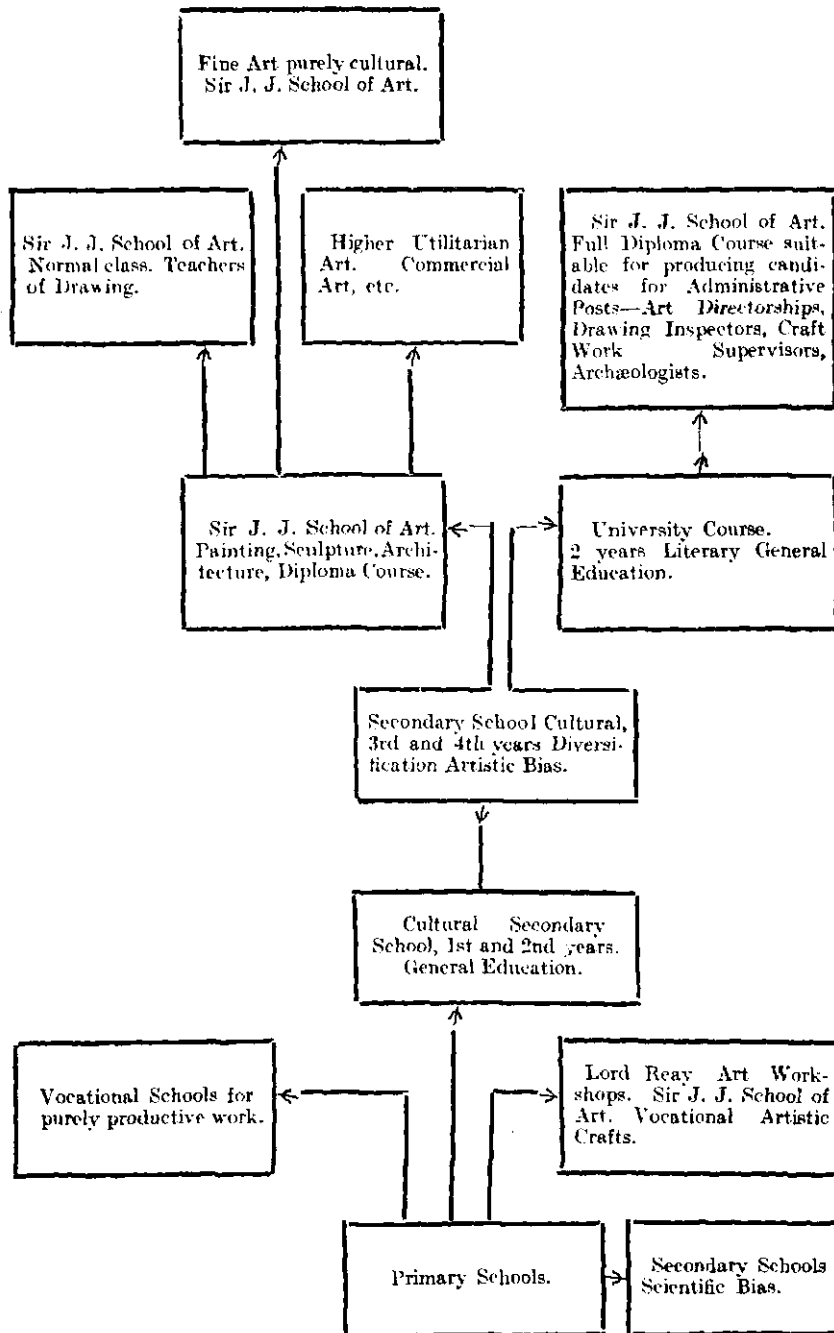 Fine Art purely cultural.
Sir J. J. School of Art.
Sir J. J. School of Art.
Normal class. Teachers
of Drawing.
Higher Utilitarian
Art. Commercial
Art, etc.
Sir J. J. School of Art.
Full Diploma Course suit-
able for producing candi-
dates for Administrative
Posts—Art Directorships,
Drawing Inspectors, Craft
Work Supervisors,
Archæologists.
Sir J. J. School of Art.
Painting, Sculpture, Archi-
tecture, Diploma Course.
University Course.
2 years Literary General
Education.
Secondary School Cultural,
3rd and 4th years Diversi-
fication Artistic Bias.
Cultural Secondary
School, 1st and 2nd years.
General Education.
Vocational Schools for
purely productive work.
Lord Reay Art Work-
shops. Sir J. J. School of
Art. Vocational Artistic
Crafts.
Primary Schools.
Secondary Schools
Scientific Bias.